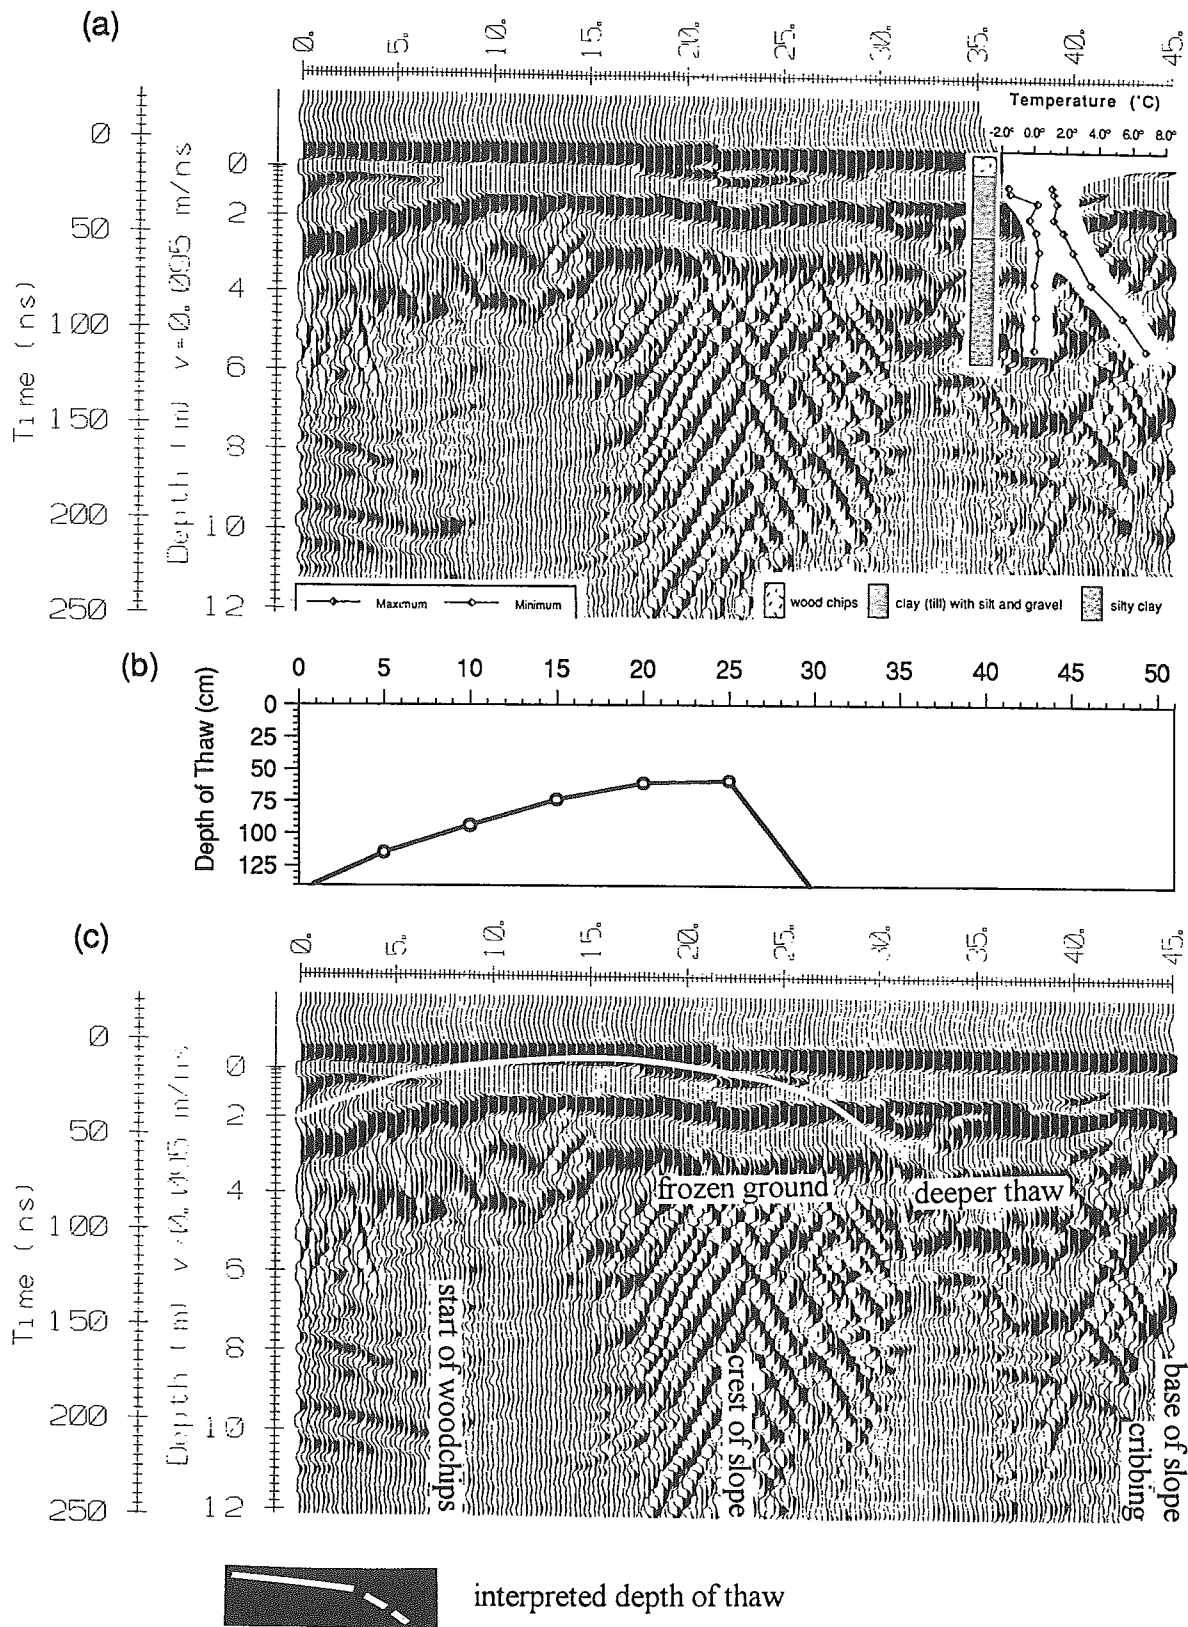 (a)
0. 5. 10. 15. 20. 25. 30. 35. 40. 45.
Temperature (°C)
-2.0° 0.0° 2.0° 4.0° 6.0° 8.0°
Time (ns)
0
50
100
150
200
250
Depth (m) v=0.095 m/ns
0
2
4
6
8
10
12
Maximum Minimum
wood chips clay (till) with silt and gravel silty clay
(b)
0 5 10 15 20 25 30 35 40 45 50
Depth of Thaw (cm)
0
25
50
75
100
125
(c)
0. 5. 10. 15. 20. 25. 30. 35. 40. 45.
Time (ns)
0
50
100
150
200
250
Depth (m) v=0.095 m/ns
0
2
4
6
8
10
12
frozen ground
deeper thaw
start of woodchips
crest of slope
cribbing
base of slope
interpreted depth of thaw